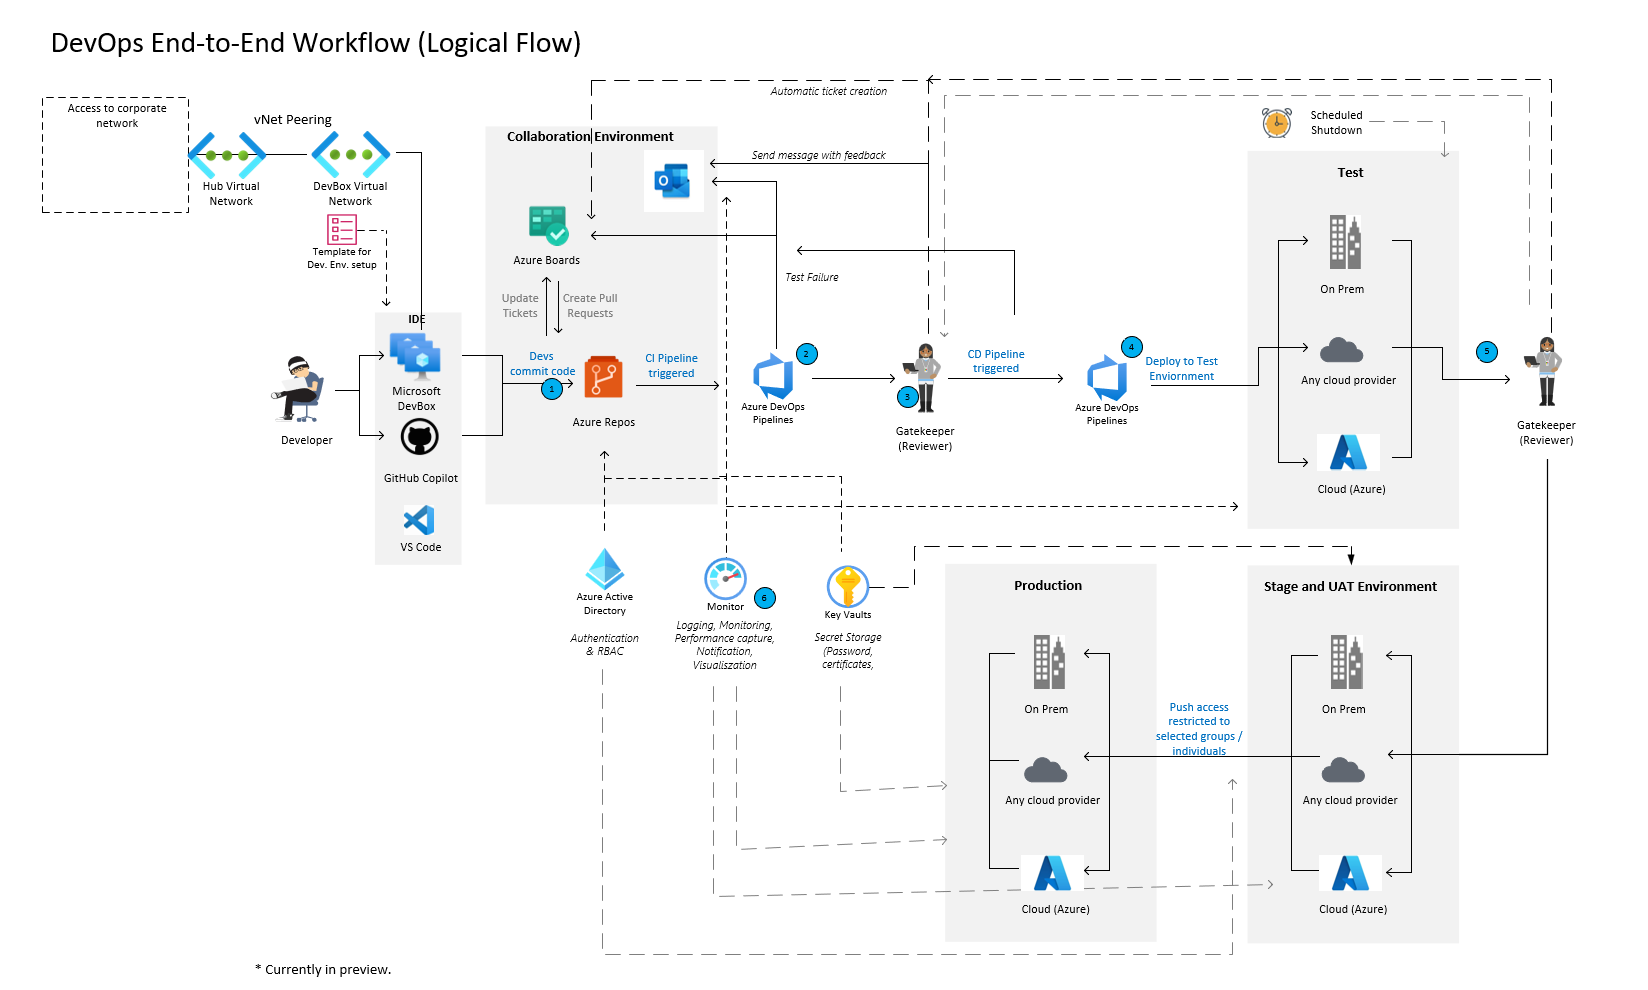 DevOps End-to-End Workflow (Logical Flow)
Access to corporate
network
vNet Peering
Hub Virtual
Network
DevBox Virtual
Network
Template for
Dev. Env. setup
IDE
Microsoft
DevBox
GitHub Copilot
VS Code
Developer
Collaboration Environment
Azure Boards
Update
Tickets
Create Pull
Requests
Devs
commit code
1
Azure Repos
CI Pipeline
triggered
Automatic ticket creation
Send message with feedback
Test Failure
2
Azure DevOps
Pipelines
3
Gatekeeper
(Reviewer)
CD Pipeline
triggered
4
Azure DevOps
Pipelines
Deploy to Test
Enviornment
Scheduled
Shutdown
Test
On Prem
Any cloud provider
Cloud (Azure)
5
Gatekeeper
(Reviewer)
Azure Active
Directory
Authentication
& RBAC
Monitor
6
Logging, Monitoring,
Performance capture,
Notification,
Visualiszation
Key Vaults
Secret Storage
(Password,
certificates,
Production
On Prem
Any cloud provider
Cloud (Azure)
Push access
restricted to
selected groups /
individuals
Stage and UAT Environment
On Prem
Any cloud provider
Cloud (Azure)
* Currently in preview.